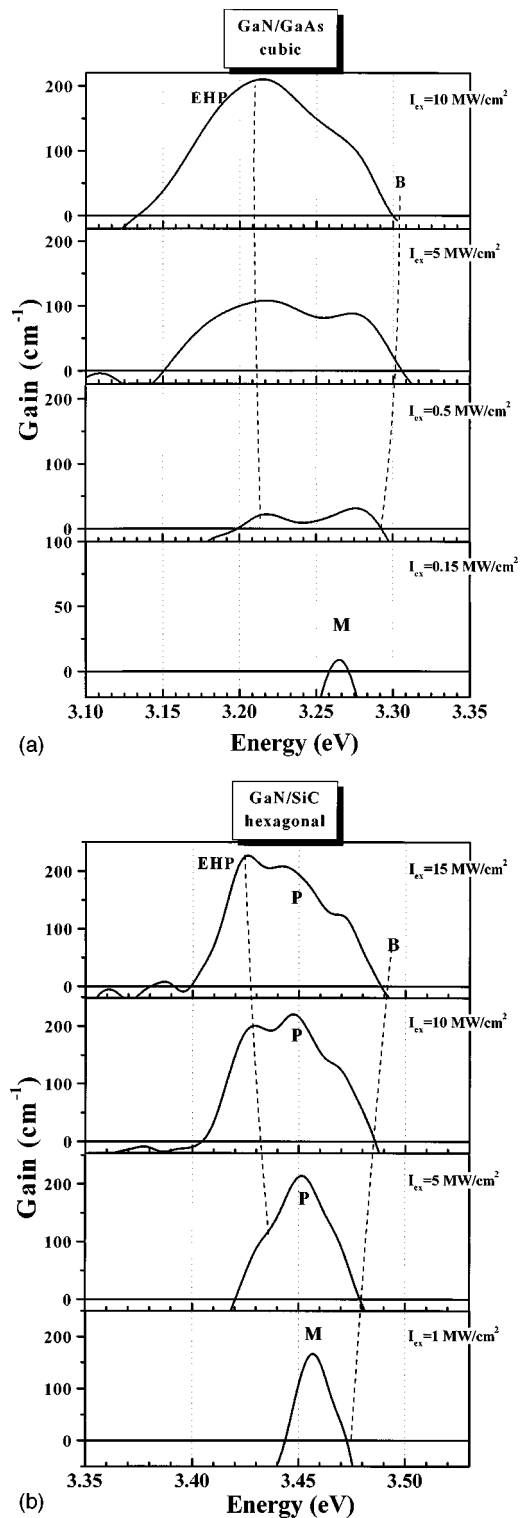 GaN/GaAs
cubic
Gain (cm⁻¹)
200
100
0
EHP
B
I_ex=10 MW/cm²
200
100
0
I_ex=5 MW/cm²
200
100
0
I_ex=0.5 MW/cm²
100
50
0
M
I_ex=0.15 MW/cm²
3.10 3.15 3.20 3.25 3.30 3.35
(a) Energy (eV)
GaN/SiC
hexagonal
Gain (cm⁻¹)
200
100
0
EHP
P
B
I_ex=15 MW/cm²
200
100
0
P
I_ex=10 MW/cm²
200
100
0
P
I_ex=5 MW/cm²
200
100
0
M
I_ex=1 MW/cm²
3.35 3.40 3.45 3.50
(b) Energy (eV)